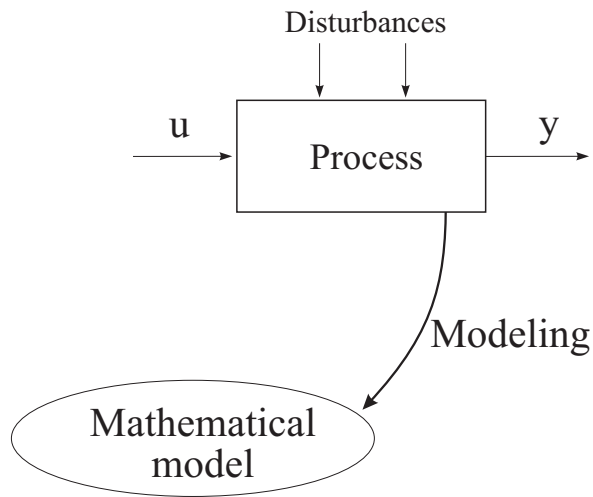 Disturbances
u
y
Process
Modeling
Mathematical
model